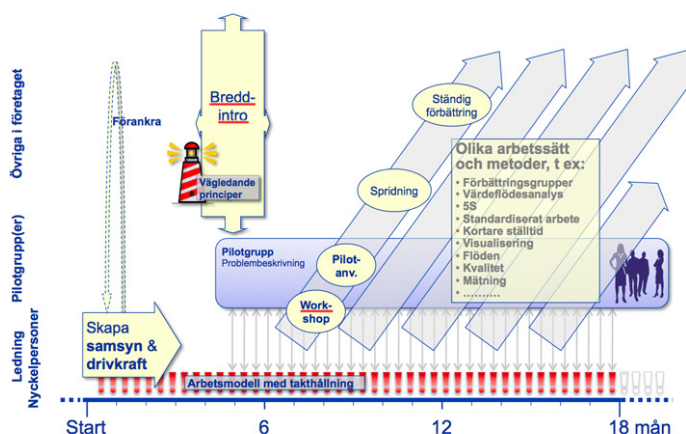 Övriga i företaget
Pilotgrupp(er)
Ledning
Nyckelpersoner
Förankra
Bredd-
intro
Vägledande
principer
Ständig
förbättring
Spridning
Olika arbetssätt
och metoder, t ex:
• Förbättringsgrupper
• Värdeflödesanalys
• 5S
• Standardiserat arbete
• Kortare ställtid
• Visualisering
• Flöden
• Kvalitet
• Mätning
• ..........
Pilotgrupp
Problembeskrivning
Pilot-
anv.
Work-
shop
Skapa
samsyn &
drivkraft
Arbetsmodell med takthållning
Start
6
12
18 mån